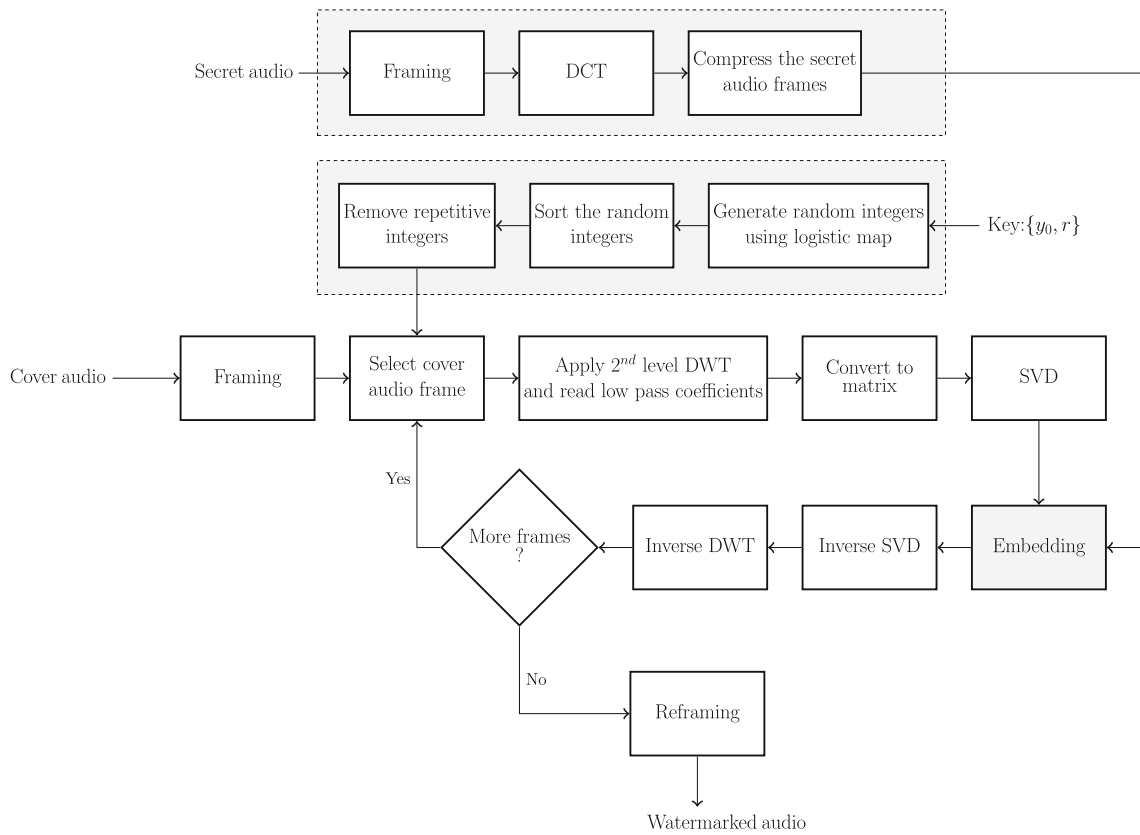 Secret audio
Framing
DCT
Compress the secret
audio frames
Remove repetitive
integers
Sort the random
integers
Generate random integers
using logistic map
Key:{y₀, r}
Cover audio
Framing
Select cover
audio frame
Apply 2ⁿᵈ level DWT
and read low pass coefficients
Convert to
matrix
SVD
Yes
More frames
?
Inverse DWT
Inverse SVD
Embedding
No
Reframing
Watermarked audio